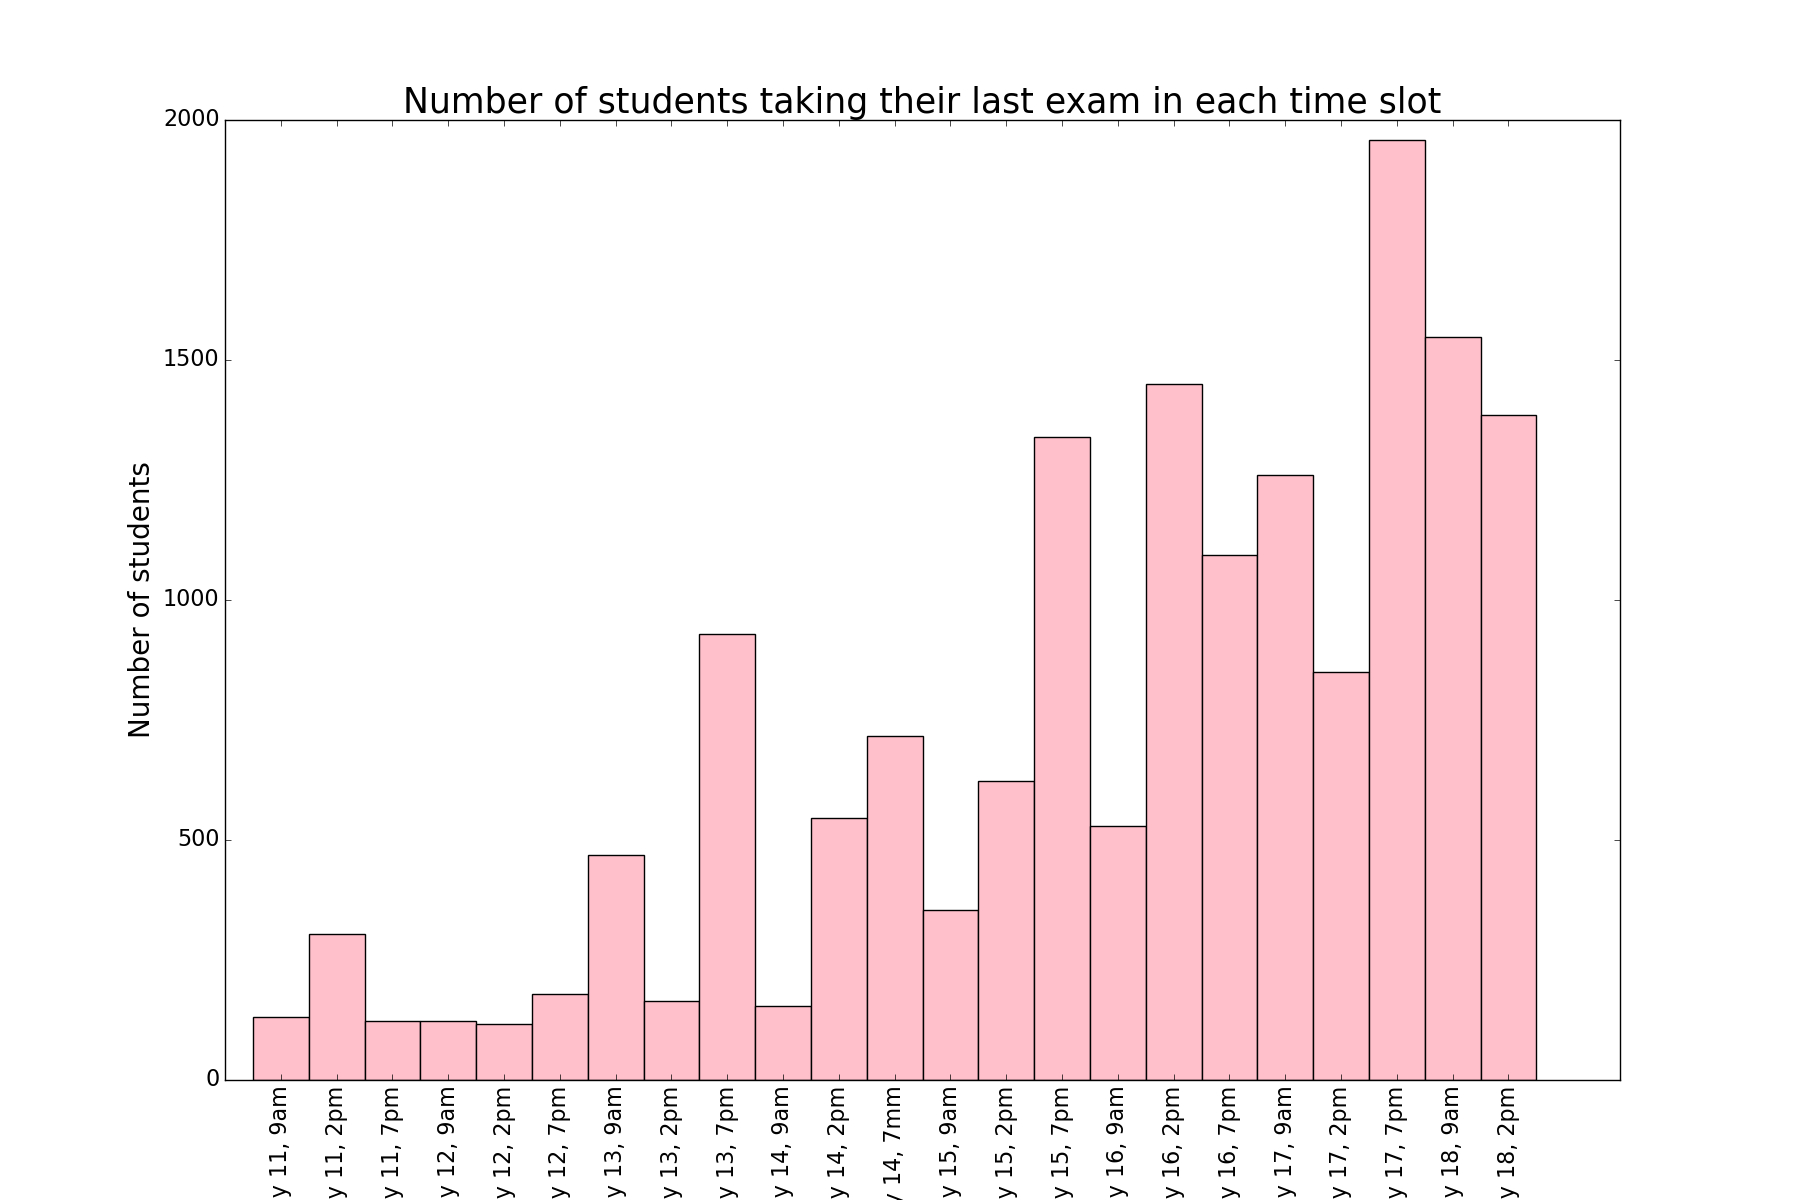 Number of students taking their last exam in each time slot
Number of students
2000
1500
1000
500
0
y 11, 9am
y 11, 2pm
y 11, 7pm
y 12, 9am
y 12, 2pm
y 12, 7pm
y 13, 9am
y 13, 2pm
y 13, 7pm
y 14, 9am
y 14, 2pm
y 14, 7mm
y 15, 9am
y 15, 2pm
y 15, 7pm
y 16, 9am
y 16, 2pm
y 16, 7pm
y 17, 9am
y 17, 2pm
y 17, 7pm
y 18, 9am
y 18, 2pm